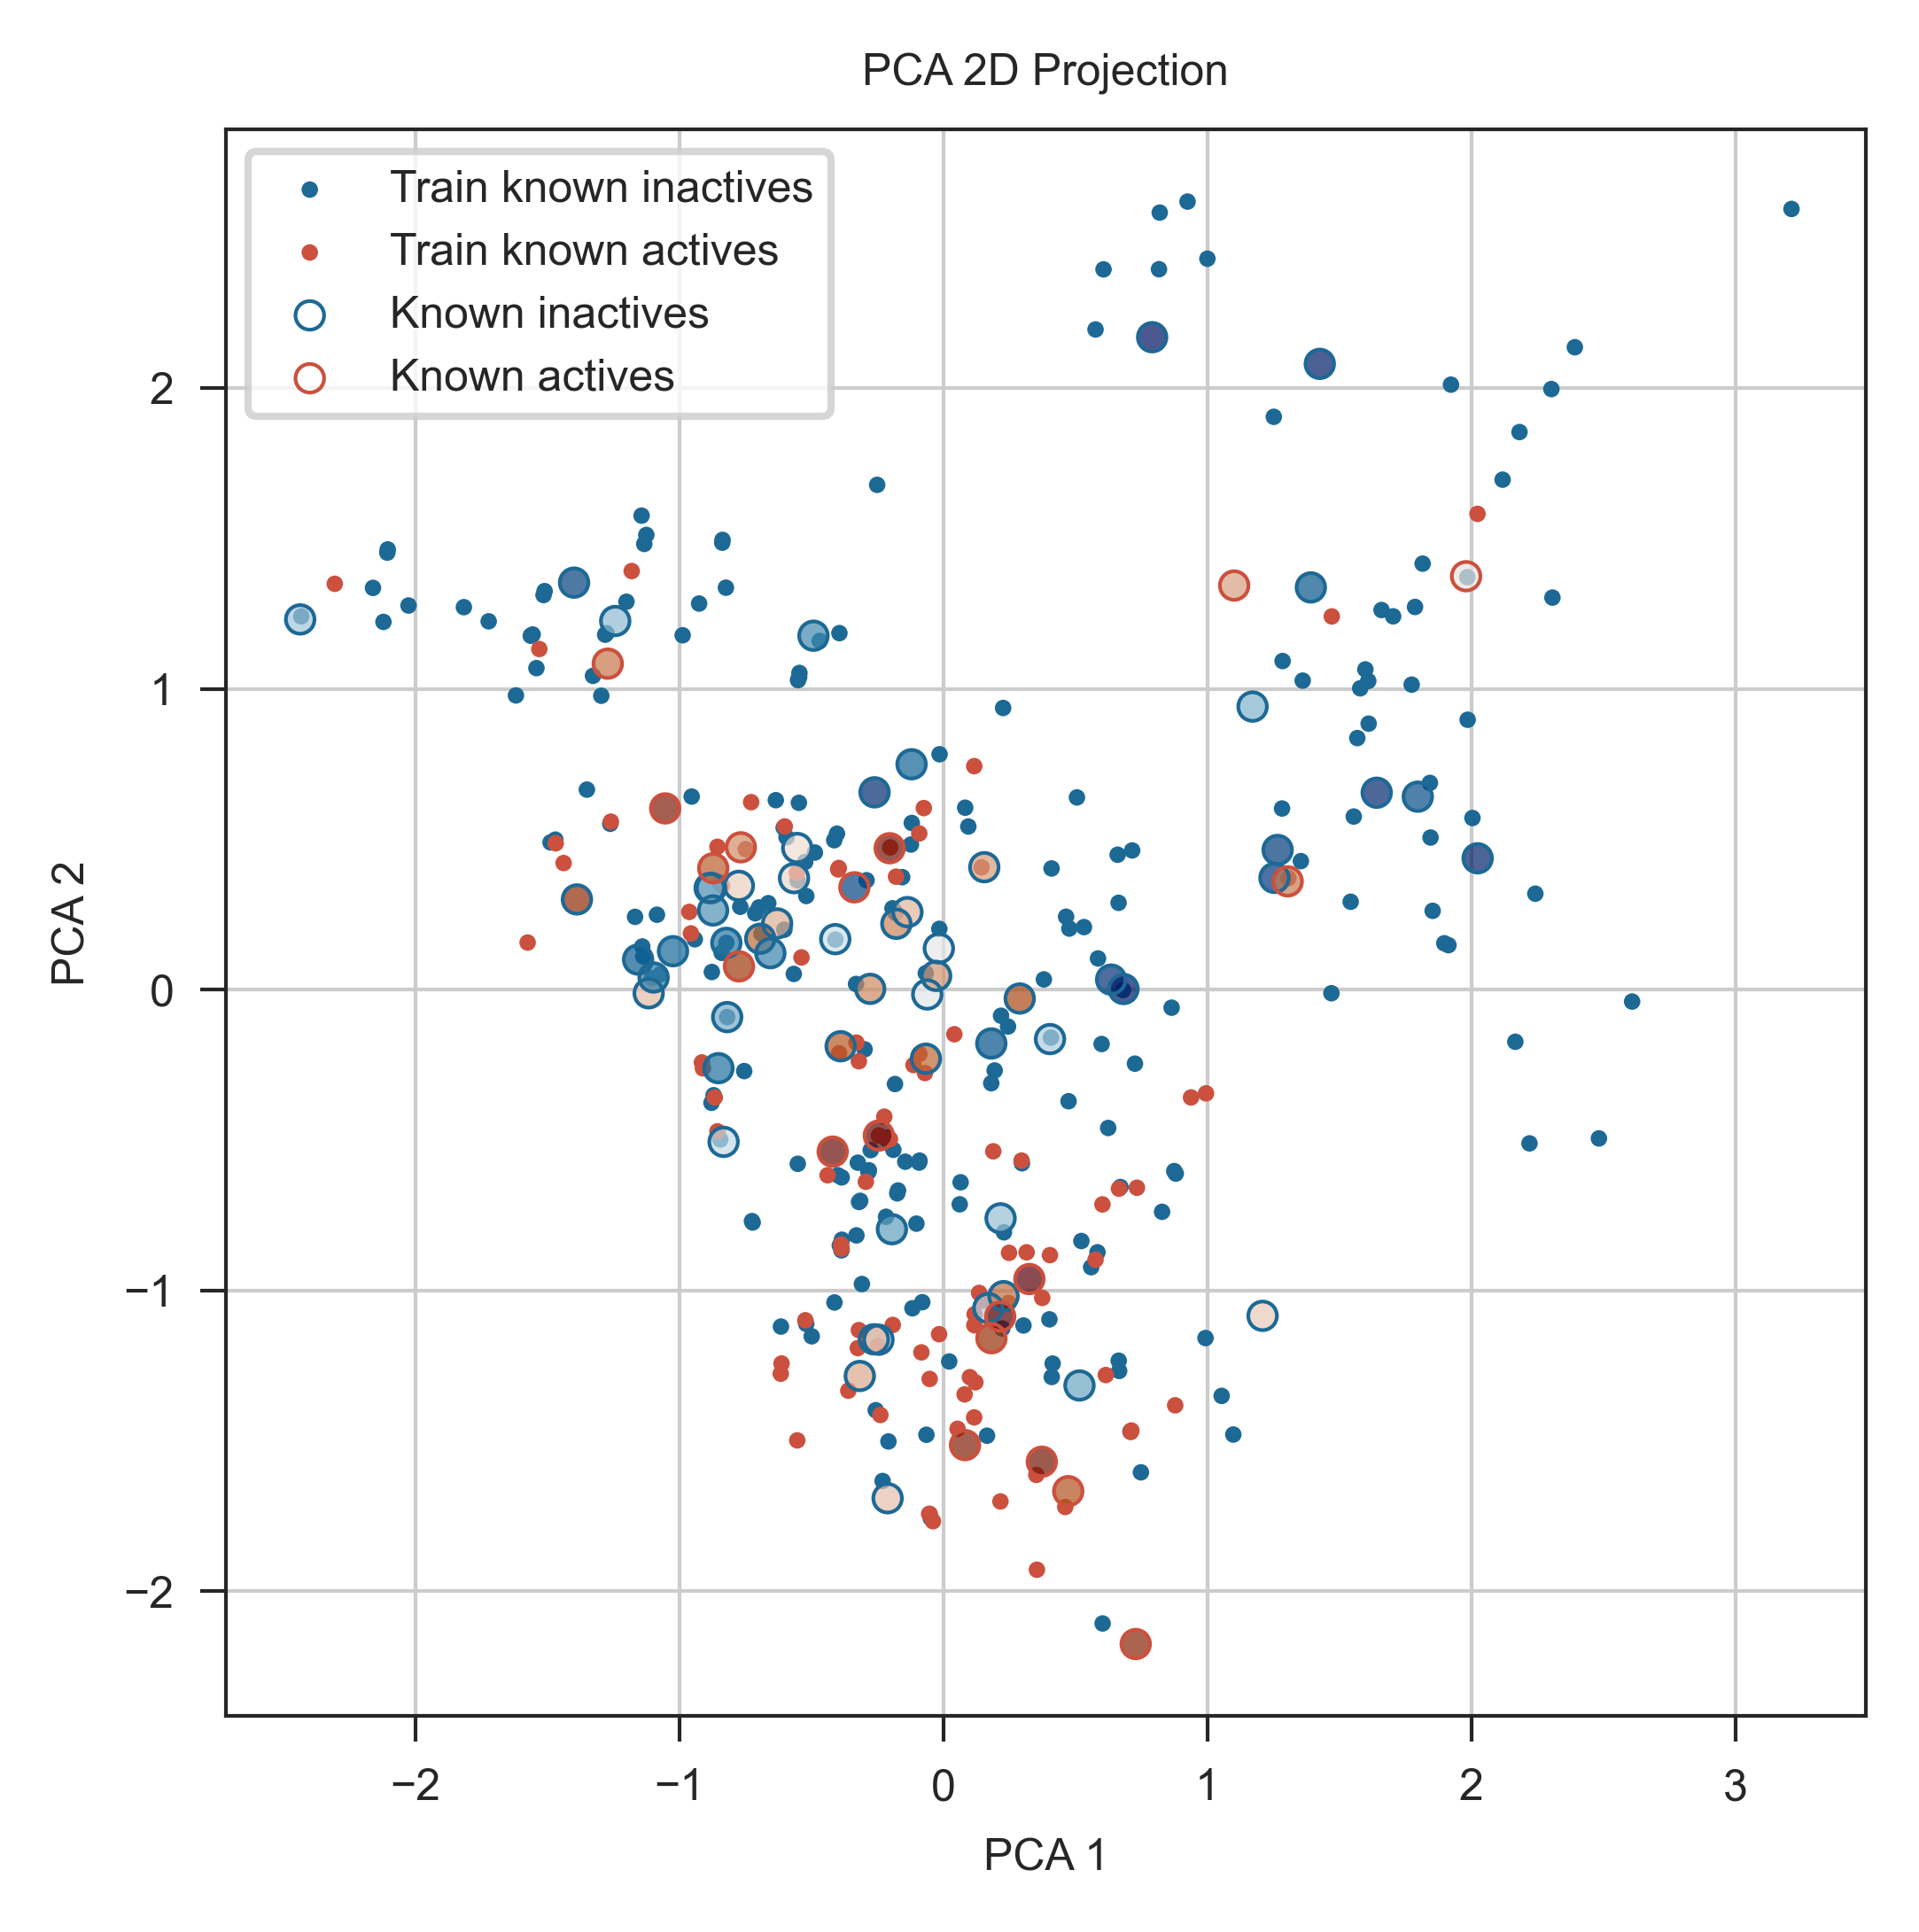 PCA 2D Projection
Train known inactives
Train known actives
Known inactives
Known actives
2
1
0
−1
−2
PCA 2
−2 −1 0 1 2 3
PCA 1